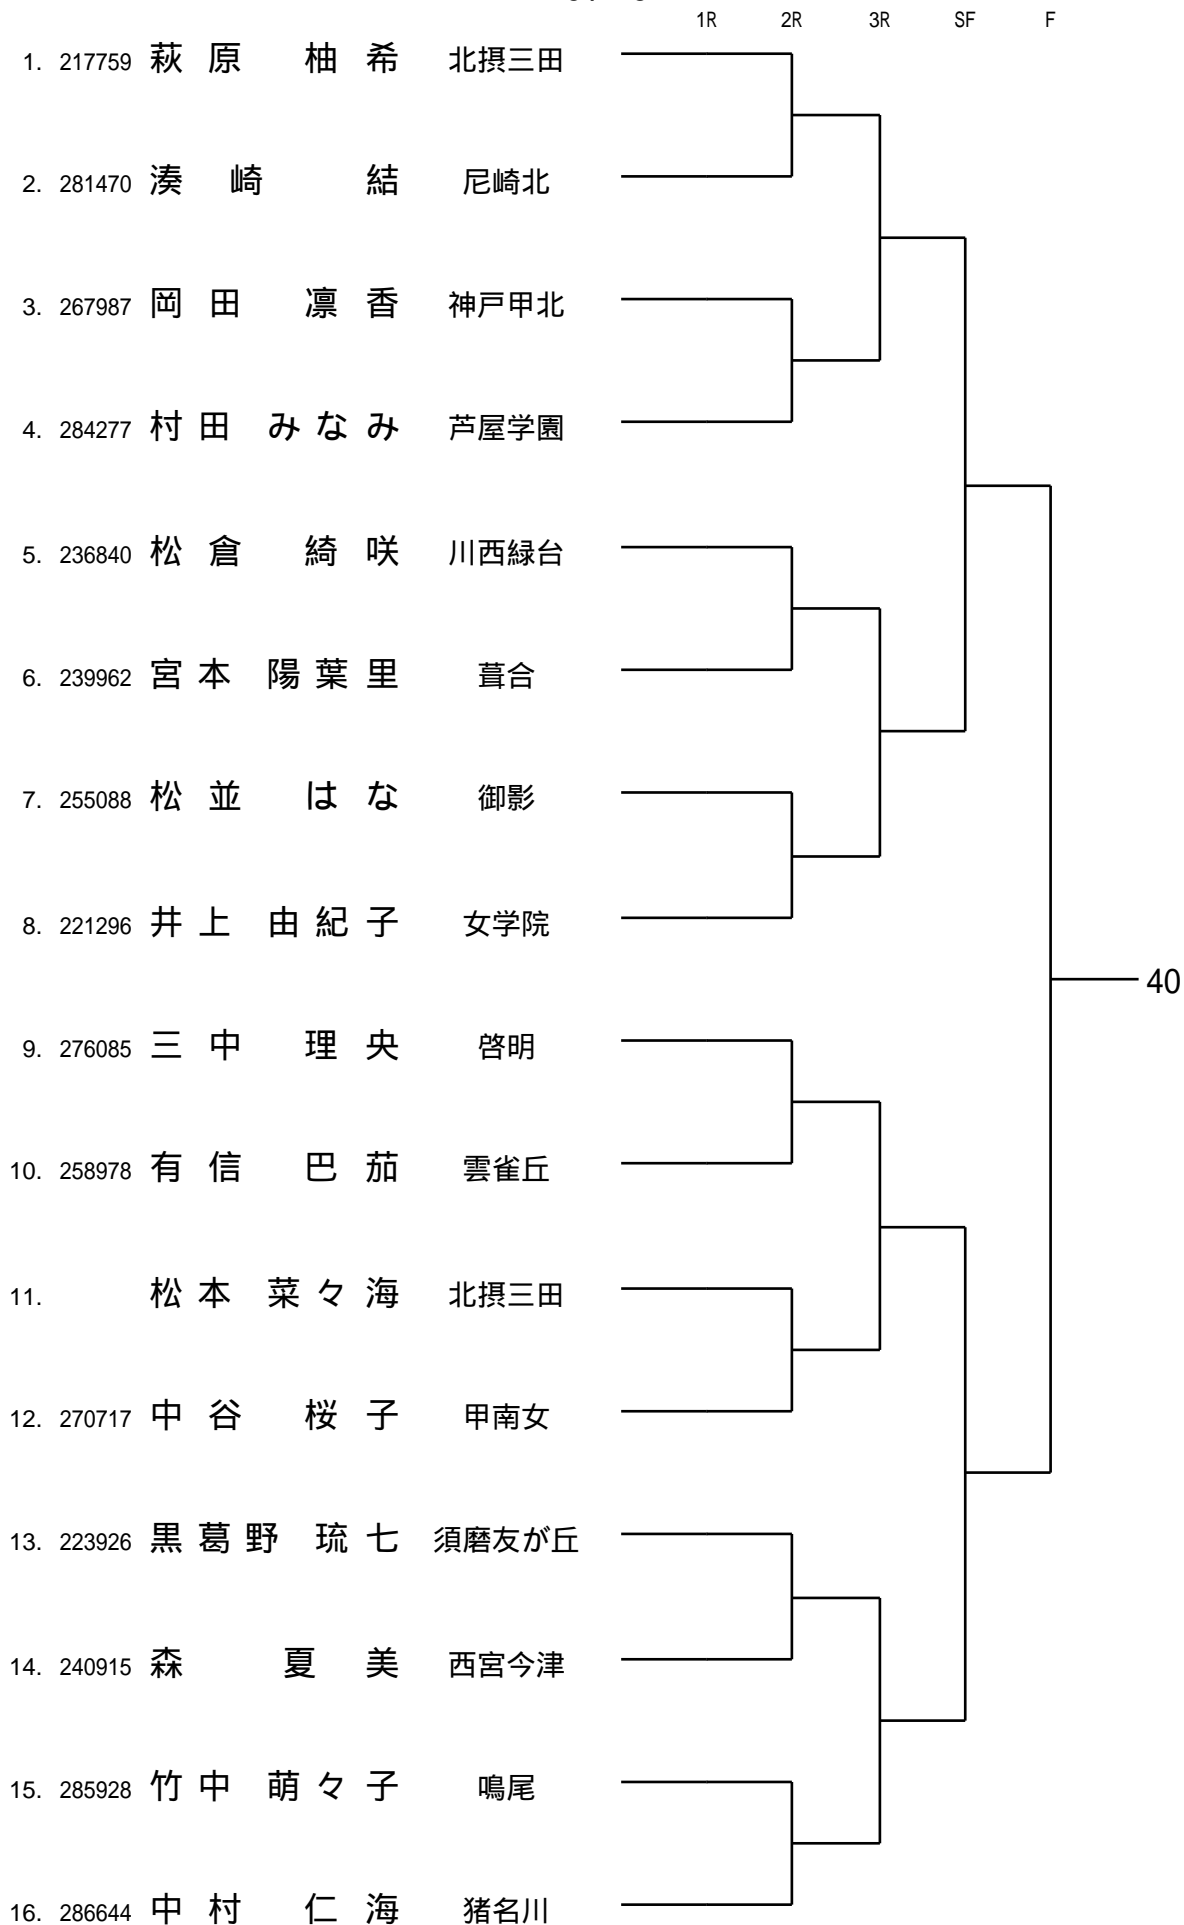 1R 2R 3R SF F
1. 217759 萩原 柚希 北摂三田
2. 281470 湊崎 結 尼崎北
3. 267987 岡田 凛香 神戸甲北
4. 284277 村田 みなみ 芦屋学園
5. 236840 松倉 綺咲 川西緑台
6. 239962 宮本 陽葉里 葺合
7. 255088 松並 はな 御影
8. 221296 井上 由紀子 女学院
40
9. 276085 三中 理央 啓明
10. 258978 有信 巴茄 雲雀丘
11. 松本 菜々海 北摂三田
12. 270717 中谷 桜子 甲南女
13. 223926 黒葛野 琉七 須磨友が丘
14. 240915 森 夏美 西宮今津
15. 285928 竹中 萌々子 鳴尾
16. 286644 中村 仁海 猪名川